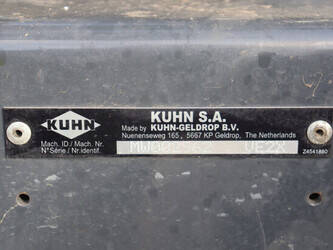 KUHN
KUHN S.A.
Made by KUHN-GELDROP B.V.
Nuenenseweg 165, 5667 KP Geldrop, The Netherlands
Mach. ID / Mach. Nr.
N°Série / Nr.identif.
Z4541880